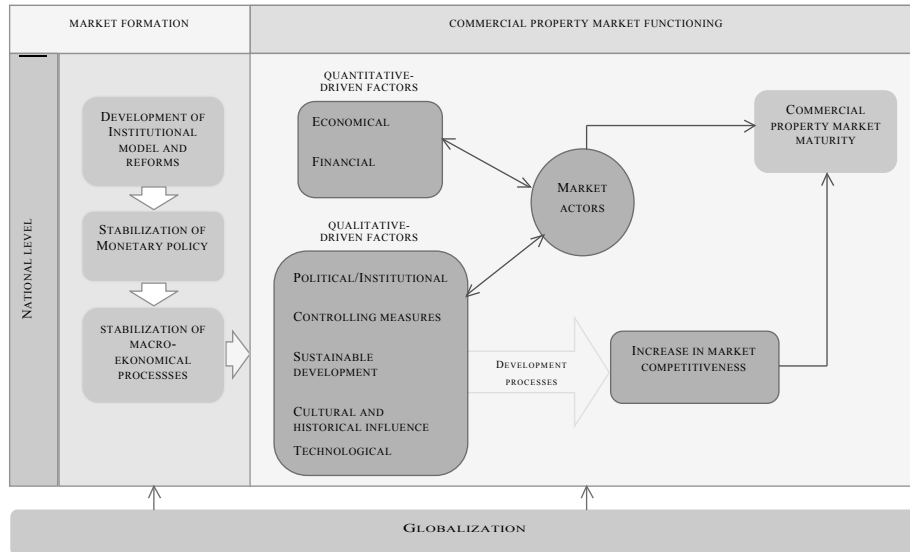 MARKET FORMATION
COMMERCIAL PROPERTY MARKET FUNCTIONING
NATIONAL LEVEL
DEVELOPMENT OF
INSTITUTIONAL
MODEL AND
REFORMS
STABILIZATION
OF MONETARY POLICY
STABILIZATION OF
MACRO-
EKONOMICAL
PROCESSSES
QUANTITATIVE-
DRIVEN FACTORS
ECONOMICAL
FINANCIAL
QUALITATIVE-
DRIVEN FACTORS
POLITICAL/INSTITUTIONAL
CONTROLLING MEASURES
SUSTAINABLE
DEVELOPMENT
CULTURAL AND
HISTORICAL INFLUENCE
TECHNOLOGICAL
MARKET
ACTORS
DEVELOPMENT
PROCESSES
INCREASE IN MARKET
COMPETITIVENESS
COMMERCIAL
PROPERTY MARKET
MATURITY
GLOBALIZATION